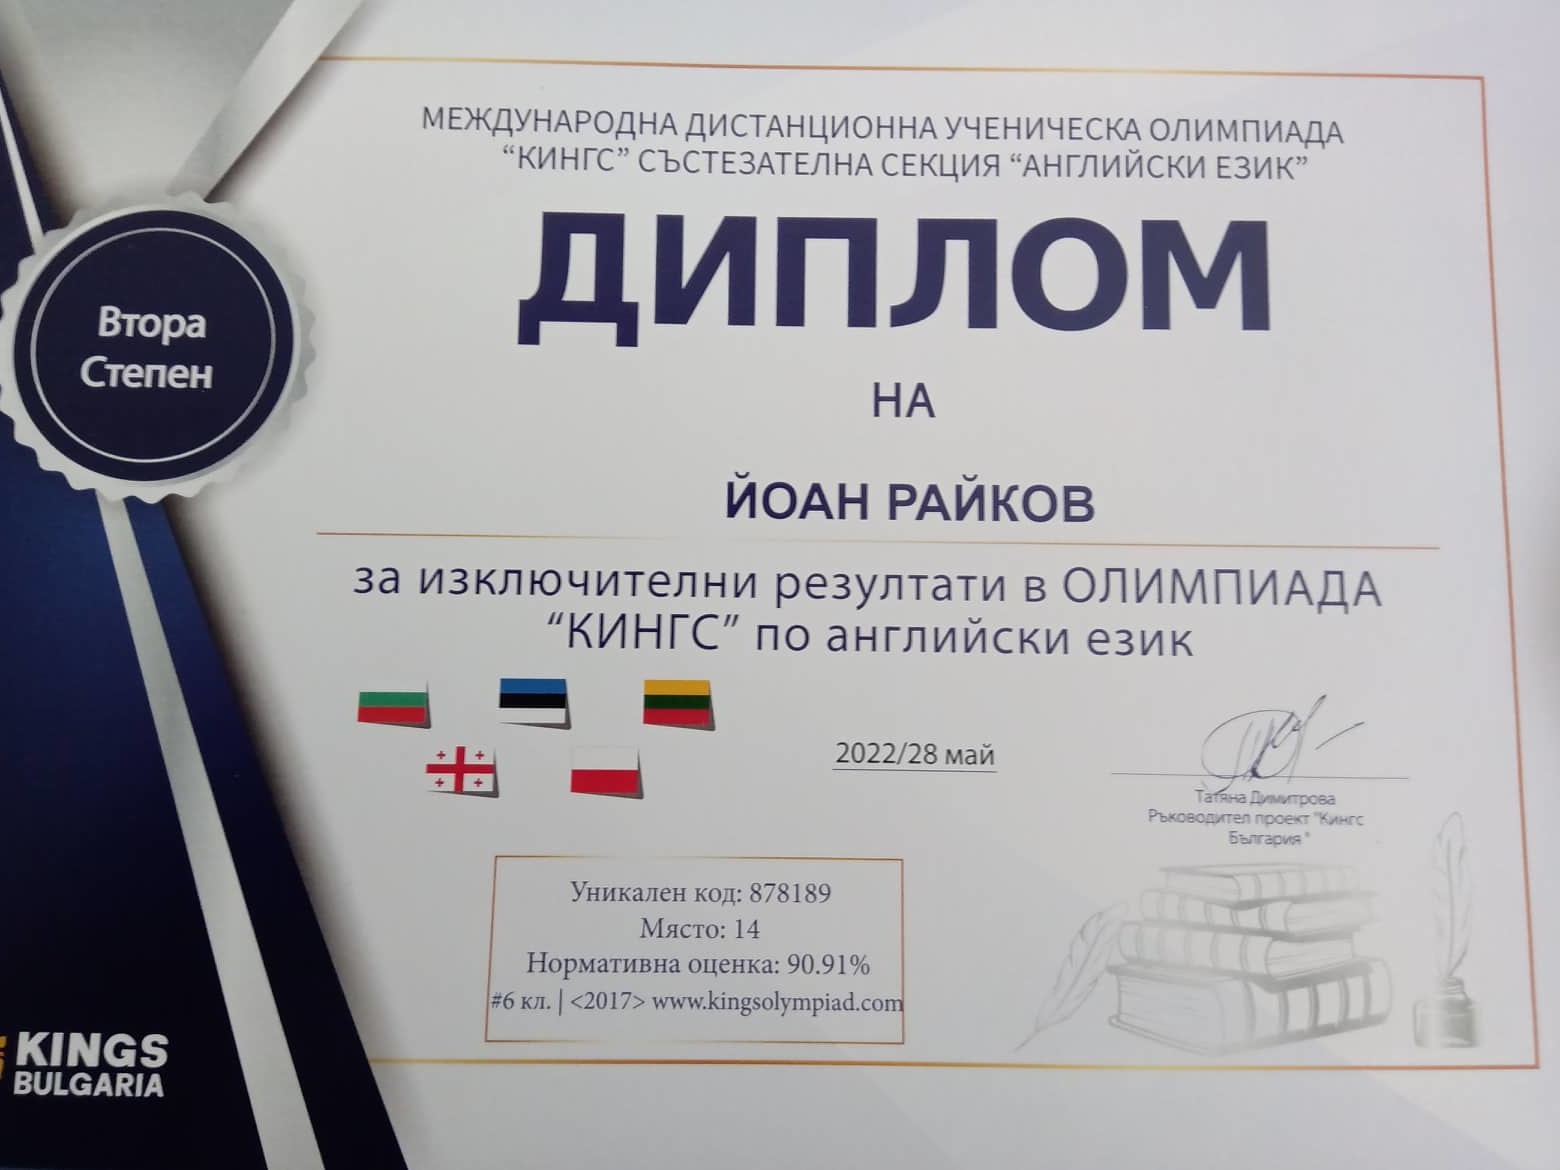 МЕЖДУНАРОДНА ДИСТАНЦИОННА УЧЕНИЧЕСКА ОЛИМПИАДА
“КИНГС” СЪСТЕЗАТЕЛНА СЕКЦИЯ “АНГЛИЙСКИ ЕЗИК”
ДИПЛОМ
Втора
Степен
НА
ЙОАН РАЙКОВ
за изключителни резултати в ОЛИМПИАДА
“КИНГС” по английски език
2022/28 май
Татяна Димитрова
Ръководител проект "Кингс
България "
Уникален код: 878189
Място: 14
Нормативна оценка: 90.91%
#6 кл. | <2017> www.kingsolympiad.com
KINGS
BULGARIA